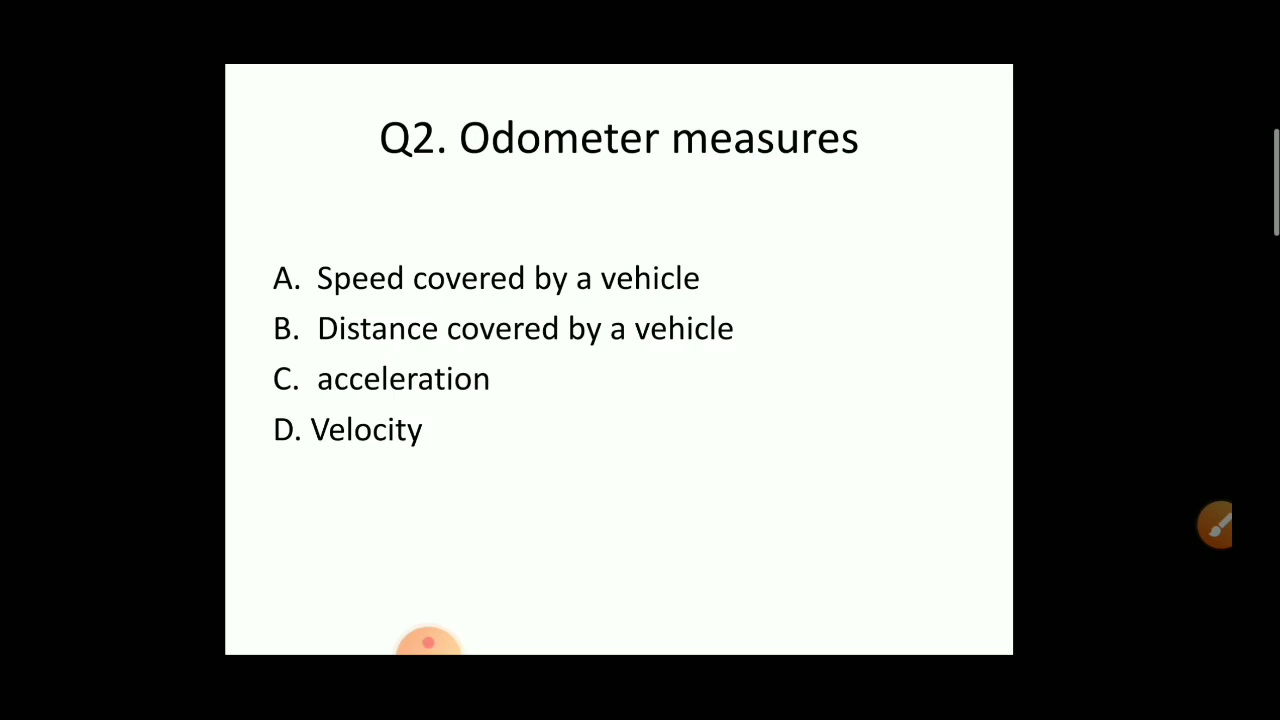 Q2. Odometer measures
A. Speed covered by a vehicle
B. Distance covered by a vehicle
C. acceleration
D. Velocity